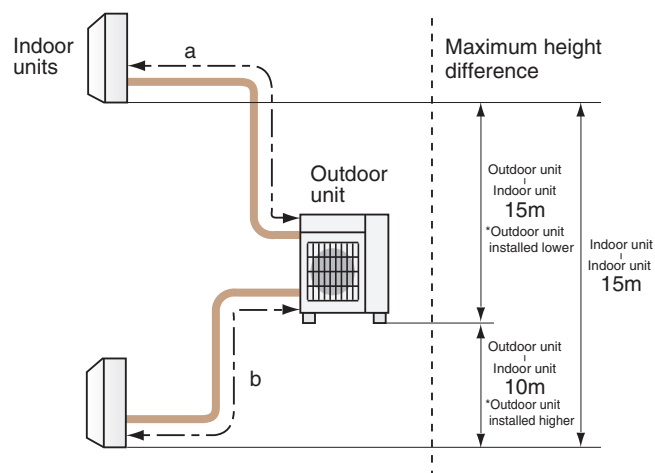 Indoor
units
a
Outdoor
unit
b
Maximum height
difference
Outdoor unit
Indoor unit
15m
*Outdoor unit
installed lower
Indoor unit
Indoor unit
15m
Outdoor unit
Indoor unit
10m
*Outdoor unit
installed higher